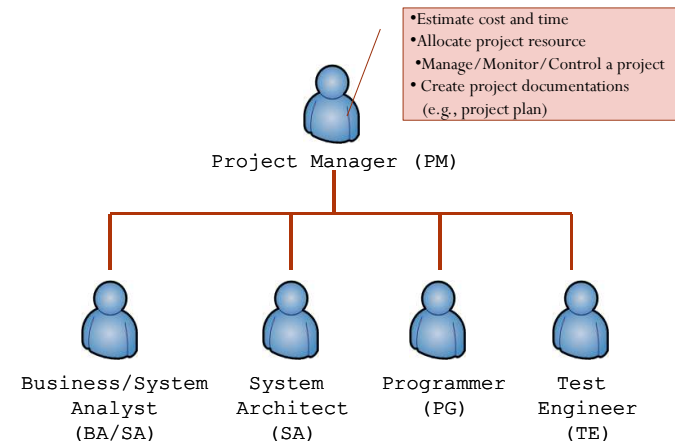 •Estimate cost and time
•Allocate project resource
•Manage/Monitor/Control a project
• Create project documentations
(e.g., project plan)
Project Manager (PM)
Business/System
Analyst
(BA/SA)
System
Architect
(SA)
Programmer
(PG)
Test
Engineer
(TE)